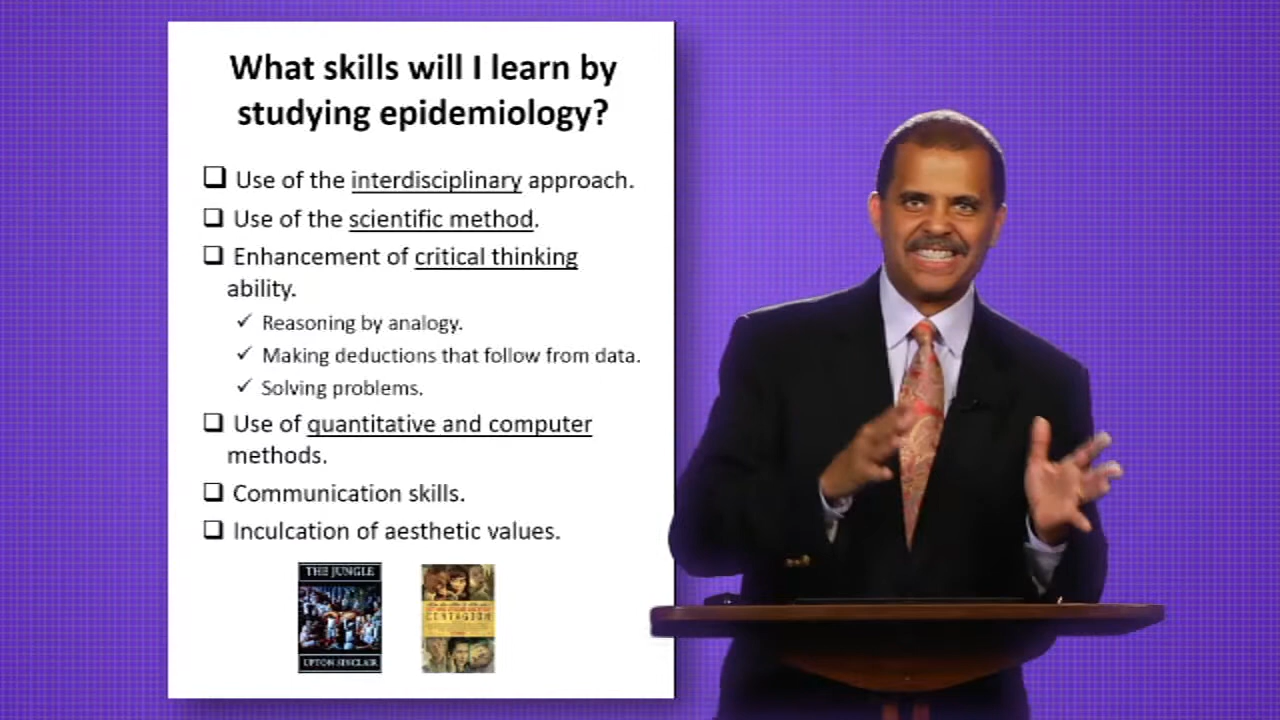 What skills will I learn by
studying epidemiology?
Use of the interdisciplinary approach.
Use of the scientific method.
Enhancement of critical thinking
ability.
Reasoning by analogy.
Making deductions that follow from data.
Solving problems.
Use of quantitative and computer
methods.
Communication skills.
Inculcation of aesthetic values.
THE JUNGLE
UPTON SINCLAIR
CONTAGION